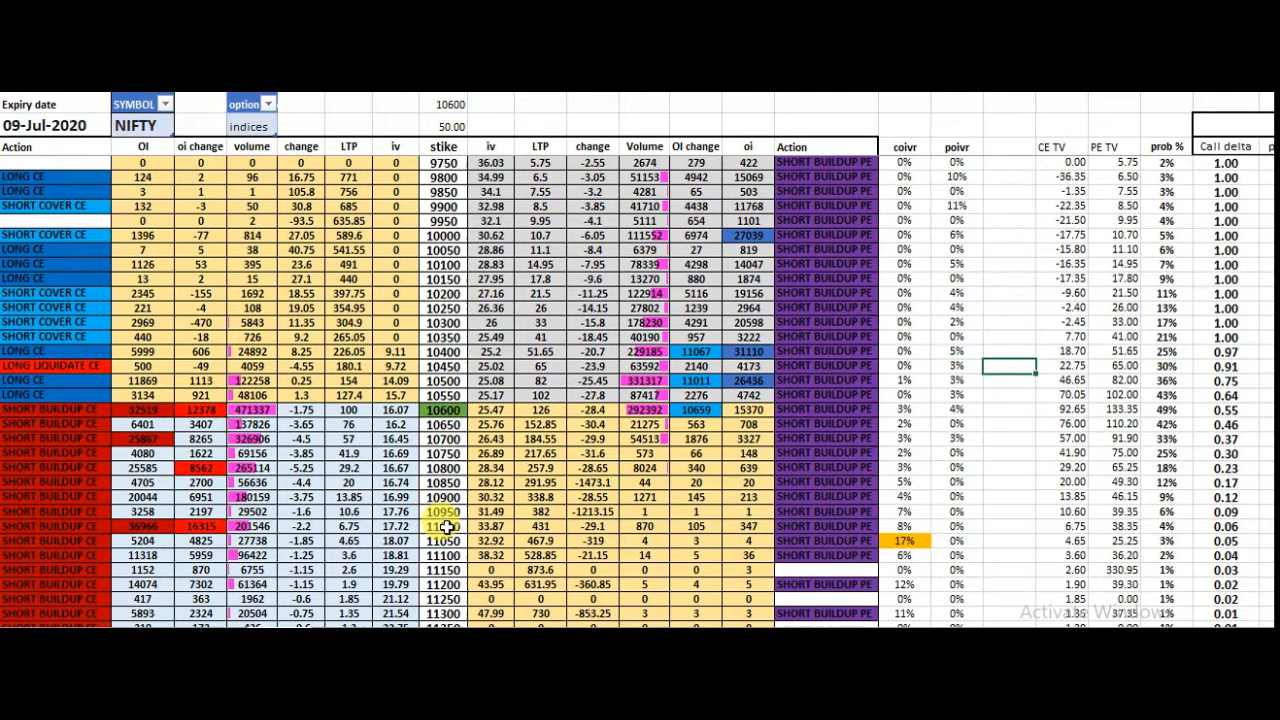 Expiry date SYMBOL option 10600
09-Jul-2020 NIFTY indices 50.00
Action OI oi change volume change LTP iv stike iv LTP change Volume OI change oi Action coivr poivr CE TV PE TV prob % Call delta
0 0 0 0 0 0 9750 36.03 5.75 -2.55 2674 279 422 SHORT BUILDUP PE 0% 0% 0.00 5.75 2% 1.00
LONG CE 124 2 96 16.75 771 0 9800 34.99 6.5 -3.05 51153 4942 15069 SHORT BUILDUP PE 0% 10% -36.35 6.50 3% 1.00
LONG CE 3 1 1 105.8 756 0 9850 34.1 7.55 -3.2 4281 65 503 SHORT BUILDUP PE 0% 0% -1.35 7.55 3% 1.00
SHORT COVER CE 132 -3 50 30.8 685 0 9900 32.98 8.5 -3.85 41710 4438 11768 SHORT BUILDUP PE 0% 11% -22.35 8.50 4% 1.00
0 0 2 -93.5 635.85 0 9950 32.1 9.95 -4.1 5111 654 1101 SHORT BUILDUP PE 0% 0% -21.50 9.95 4% 1.00
SHORT COVER CE 1396 -77 814 27.05 589.6 0 10000 30.62 10.7 -6.05 111552 6974 27039 SHORT BUILDUP PE 0% 6% -17.75 10.70 5% 1.00
LONG CE 7 5 38 40.75 541.55 0 10050 28.86 11.1 -8.4 6379 27 819 SHORT BUILDUP PE 0% 0% -15.80 11.10 6% 1.00
LONG CE 1126 53 395 23.6 491 0 10100 28.83 14.95 -7.95 78339 4298 14047 SHORT BUILDUP PE 0% 5% -16.35 14.95 7% 1.00
LONG CE 13 2 15 27.1 440 0 10150 27.95 17.8 -9.6 13270 880 1874 SHORT BUILDUP PE 0% 0% -17.35 17.80 9% 1.00
SHORT COVER CE 2345 -155 1692 18.55 397.75 0 10200 27.16 21.5 -11.25 122914 5116 19156 SHORT BUILDUP PE 0% 4% -9.60 21.50 11% 1.00
SHORT COVER CE 221 -4 108 19.05 354.95 0 10250 26.36 26 -14.15 27802 1239 2964 SHORT BUILDUP PE 0% 4% -2.40 26.00 13% 1.00
SHORT COVER CE 2969 -470 5843 11.35 304.9 0 10300 26 33 -15.8 178230 4291 20598 SHORT BUILDUP PE 0% 2% -2.45 33.00 17% 1.00
SHORT COVER CE 440 -18 726 9.2 265.05 0 10350 25.49 41 -18.45 40190 957 3222 SHORT BUILDUP PE 0% 0% 7.70 41.00 21% 1.00
LONG CE 5999 606 24892 8.25 226.05 9.11 10400 25.2 51.65 -20.7 229185 11067 31110 SHORT BUILDUP PE 0% 5% 18.70 51.65 25% 0.97
LONG LIQUIDATE CE 500 -49 4059 -4.55 180.1 9.72 10450 25.02 65 -23.9 63592 2140 4173 SHORT BUILDUP PE 0% 3% 22.75 65.00 30% 0.91
LONG CE 11869 1113 122258 0.25 154 14.09 10500 25.08 82 -25.45 331317 11011 26436 SHORT BUILDUP PE 1% 3% 46.65 82.00 36% 0.75
LONG CE 3134 921 48106 1.3 127.4 15.7 10550 25.17 102 -27.8 87417 2276 4742 SHORT BUILDUP PE 3% 0% 70.05 102.00 43% 0.64
SHORT BUILDUP CE 32519 12378 471337 -1.75 100 16.07 10600 25.47 126 -28.4 292392 10659 15370 SHORT BUILDUP PE 3% 4% 92.65 133.35 49% 0.55
SHORT BUILDUP CE 6401 3407 137826 -3.65 76 16.2 10650 25.76 152.85 -30.4 21275 563 708 SHORT BUILDUP PE 2% 0% 76.00 110.20 42% 0.46
SHORT BUILDUP CE 25867 8265 326906 -4.5 57 16.45 10700 26.43 184.55 -29.9 54513 1876 3327 SHORT BUILDUP PE 3% 3% 57.00 91.90 33% 0.37
SHORT BUILDUP CE 4080 1622 69156 -3.85 41.9 16.69 10750 26.89 217.65 -31.6 573 66 148 SHORT BUILDUP PE 2% 0% 41.90 75.00 25% 0.30
SHORT BUILDUP CE 25585 8562 265114 -5.25 29.2 16.67 10800 28.34 257.9 -28.65 8024 340 639 SHORT BUILDUP PE 3% 0% 29.20 65.25 18% 0.23
SHORT BUILDUP CE 4705 2700 56636 -4.4 20 16.74 10850 28.12 291.95 -1473.1 44 20 20 SHORT BUILDUP PE 5% 0% 20.00 49.30 12% 0.17
SHORT BUILDUP CE 20044 6951 180159 -3.75 13.85 16.99 10900 30.32 338.8 -28.55 1271 145 213 SHORT BUILDUP PE 4% 0% 13.85 46.15 9% 0.12
SHORT BUILDUP CE 3258 2197 29502 -1.6 10.6 17.76 10950 31.49 382 -1213.15 1 1 1 SHORT BUILDUP PE 7% 0% 10.60 39.35 6% 0.09
SHORT BUILDUP CE 36966 16315 201546 -2.2 6.75 17.72 33.87 431 -29.1 870 105 347 SHORT BUILDUP PE 8% 0% 6.75 38.35 4% 0.06
SHORT BUILDUP CE 5204 4825 27738 -1.85 4.65 18.07 11050 32.92 467.9 -319 4 3 4 SHORT BUILDUP PE 17% 0% 4.65 25.25 3% 0.05
SHORT BUILDUP CE 11318 5959 96422 -1.25 3.6 18.81 11100 38.32 528.85 -21.15 14 5 36 SHORT BUILDUP PE 6% 0% 3.60 36.20 2% 0.04
SHORT BUILDUP CE 1152 870 6755 -1.15 2.6 19.29 11150 0 873.6 0 0 0 3 0% 0% 2.60 330.95 1% 0.03
SHORT BUILDUP CE 14074 7302 61364 -1.15 1.9 19.79 11200 43.95 631.95 -360.85 5 4 5 SHORT BUILDUP PE 12% 0% 1.90 39.30 1% 0.02
SHORT BUILDUP CE 417 363 1962 -0.6 1.85 21.12 11250 0 0 0 0 0 0 0% 0% 1.85 0.00 1% 0.02
SHORT BUILDUP CE 5893 2324 20504 -0.75 1.35 21.54 11300 47.99 730 -853.25 3 3 3 SHORT BUILDUP PE 11% 0% 1.35 37.35 1% 0.01
Activate Windows